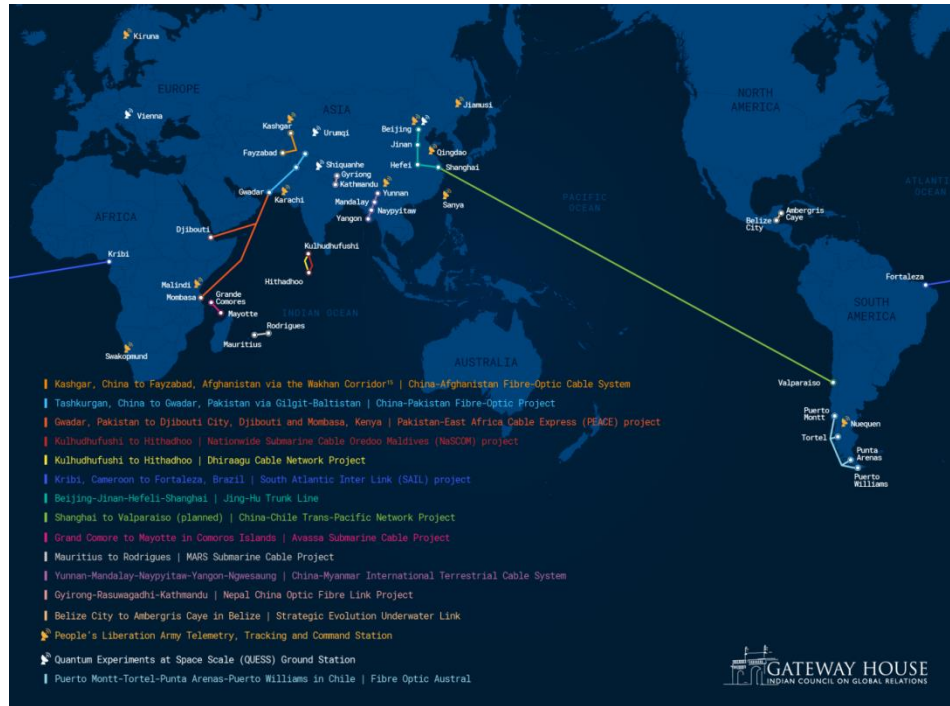 Kiruna
EUROPE
Vienna
ASIA
Kashgar
Urumqi
Fayzabad
Beijing
Jiamusi
Jinan
Qingdao
Hefei
Shanghai
Shiquanhe
Gyriong
Kathmandu
Gwadar
Karachi
Yunnan
Mandalay
Naypyitaw
Yangon
Sanya
NORTH
AMERICA
PACIFIC
OCEAN
ATLANTIC
OCEAN
Belize
City
Ambergris
Caye
AFRICA
Djibouti
Kribi
Kulhudhufushi
Hithadhoo
Malindi
Mombasa
Grande
Comores
Mayotte
INDIAN OCEAN
Rodrigues
Mauritius
Swakopmund
AUSTRALIA
Fortaleza
SOUTH
AMERICA
Valparaiso
Puerto
Montt
Nuequen
Tortel
Punta
Arenas
Puerto
Williams
Kashgar, China to Fayzabad, Afghanistan via the Wakhan Corridor¹⁵ | China-Afghanistan Fibre-Optic Cable System
Tashkurgan, China to Gwadar, Pakistan via Gilgit-Baltistan | China-Pakistan Fibre-Optic Project
Gwadar, Pakistan to Djibouti City, Djibouti and Mombasa, Kenya | Pakistan-East Africa Cable Express (PEACE) project
Kulhudhufushi to Hithadhoo | Nationwide Submarine Cable Oredoo Maldives (NaSCOM) project
Kulhudhufushi to Hithadhoo | Dhiraagu Cable Network Project
Kribi, Cameroon to Fortaleza, Brazil | South Atlantic Inter Link (SAIL) project
Beijing-Jinan-Hefeli-Shanghai | Jing-Hu Trunk Line
Shanghai to Valparaiso (planned) | China-Chile Trans-Pacific Network Project
Grand Comore to Mayotte in Comoros Islands | Avassa Submarine Cable Project
Mauritius to Rodrigues | MARS Submarine Cable Project
Yunnan-Mandalay-Naypyitaw-Yangon-Ngwesaung | China-Myanmar International Terrestrial Cable System
Gyirong-Rasuwagadhi-Kathmandu | Nepal China Optic Fibre Link Project
Belize City to Ambergris Caye in Belize | Strategic Evolution Underwater Link
People's Liberation Army Telemetry, Tracking and Command Station
Quantum Experiments at Space Scale (QUESS) Ground Station
Puerto Montt-Tortel-Punta Arenas-Puerto Williams in Chile | Fibre Optic Austral
GATEWAY HOUSE
INDIAN COUNCIL ON GLOBAL RELATIONS